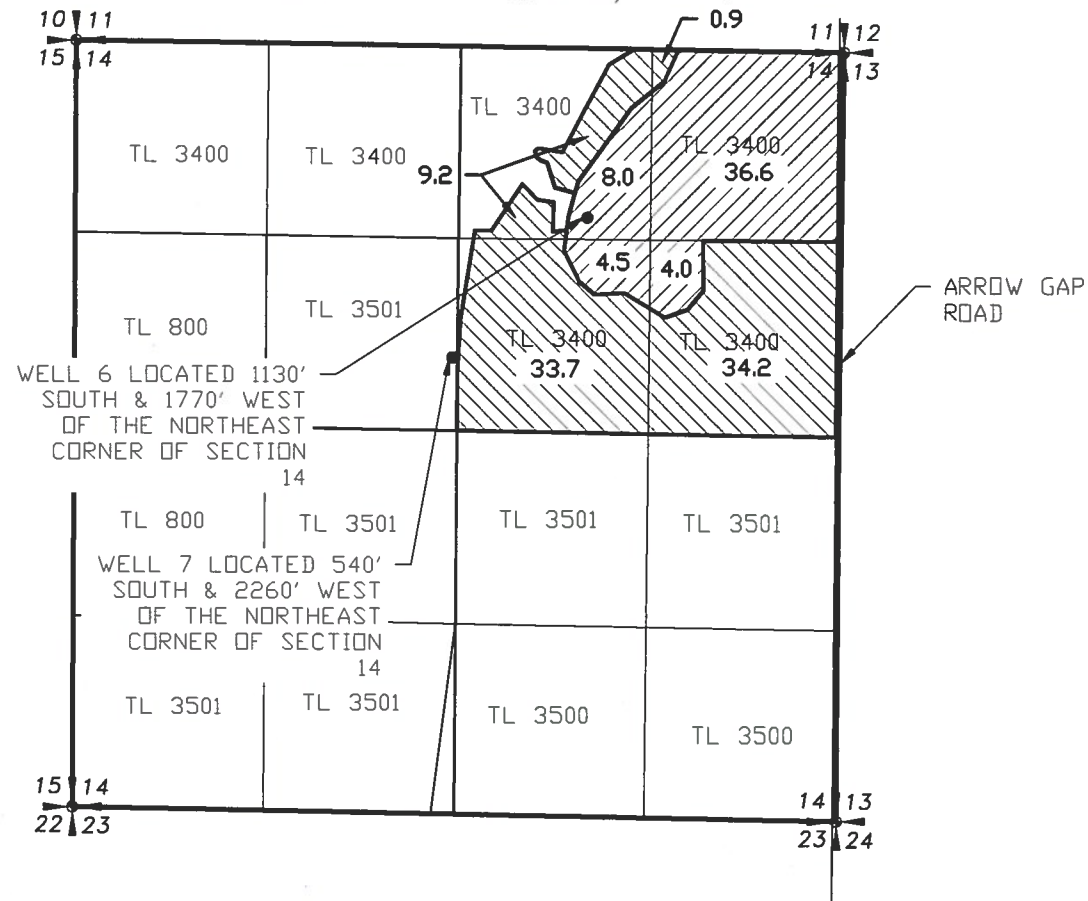 0.9
10 11
15 14
11 12
14 13
TL 3400
TL 3400
TL 3400
TL 3400
36.6
9.2
8.0
4.5
4.0
TL 800
TL 3501
TL 3400
33.7
TL 3400
34.2
ARROW GAP
ROAD
WELL 6 LOCATED 1130'
SOUTH & 1770' WEST
OF THE NORTHEAST
CORNER OF SECTION
14
TL 800
TL 3501
TL 3501
TL 3501
WELL 7 LOCATED 540'
SOUTH & 2260' WEST
OF THE NORTHEAST
CORNER OF SECTION
14
TL 3501
TL 3501
TL 3500
TL 3500
15 14
22 23
14 13
23 24